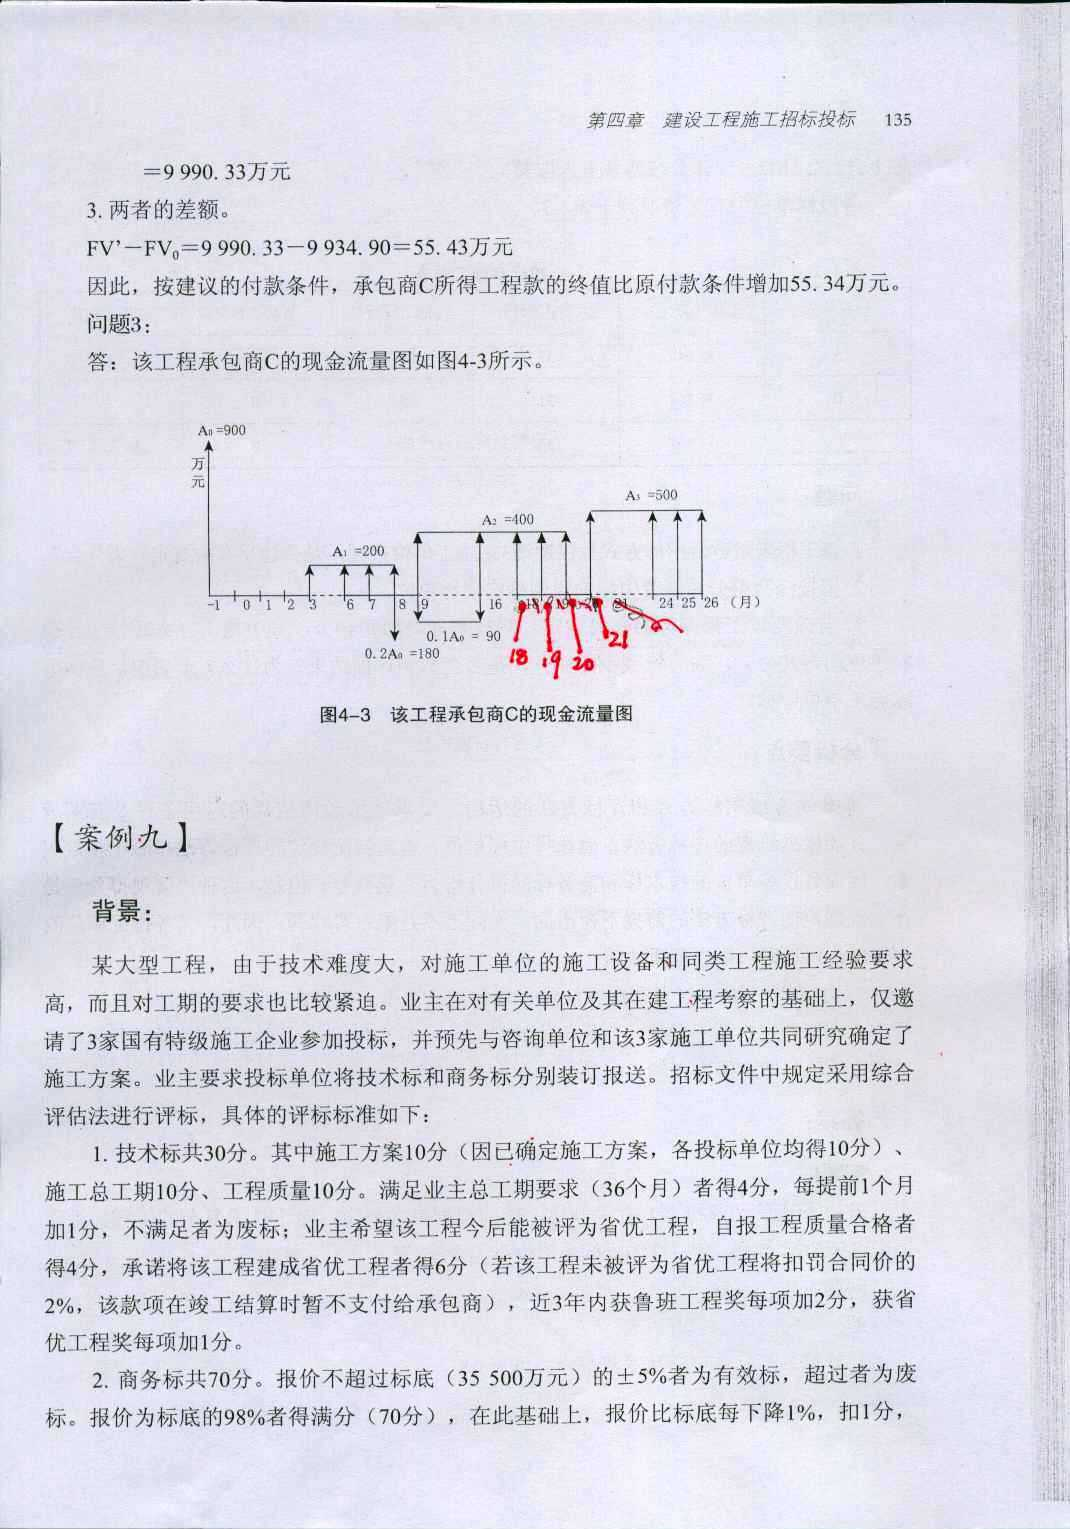 第四章 建设工程施工招标投标 135
=9 990. 33万元
3. 两者的差额。
FV’－FV₀=9 990. 33－9 934. 90=55. 43万元
因此，按建议的付款条件，承包商C所得工程款的终值比原付款条件增加55. 34万元。
问题3：
答：该工程承包商C的现金流量图如图4-3所示。
A₀ =900
万
元
A₃ =500
A₂ =400
A₁ =200
-1 0 1 2 3 6 7 8 9 16 24 25 26 （月）
0. 1A₀ = 90
0. 2A₀ =180
18 19 20 21
图4–3 该工程承包商C的现金流量图
【案例九】
背景：
某大型工程，由于技术难度大，对施工单位的施工设备和同类工程施工经验要求
高，而且对工期的要求也比较紧迫。业主在对有关单位及其在建工程考察的基础上，仅邀
请了3家国有特级施工企业参加投标，并预先与咨询单位和该3家施工单位共同研究确定了
施工方案。业主要求投标单位将技术标和商务标分别装订报送。招标文件中规定采用综合
评估法进行评标，具体的评标标准如下：
1. 技术标共30分。其中施工方案10分（因已确定施工方案，各投标单位均得10分）、
施工总工期10分、工程质量10分。满足业主总工期要求（36个月）者得4分，每提前1个月
加1分，不满足者为废标；业主希望该工程今后能被评为省优工程，自报工程质量合格者
得4分，承诺将该工程建成省优工程者得6分（若该工程未被评为省优工程将扣罚合同价的
2%，该款项在竣工结算时暂不支付给承包商），近3年内获鲁班工程奖每项加2分，获省
优工程奖每项加1分。
2. 商务标共70分。报价不超过标底（35 500万元）的±5%者为有效标，超过者为废
标。报价为标底的98%者得满分（70分），在此基础上，报价比标底每下降1%，扣1分，